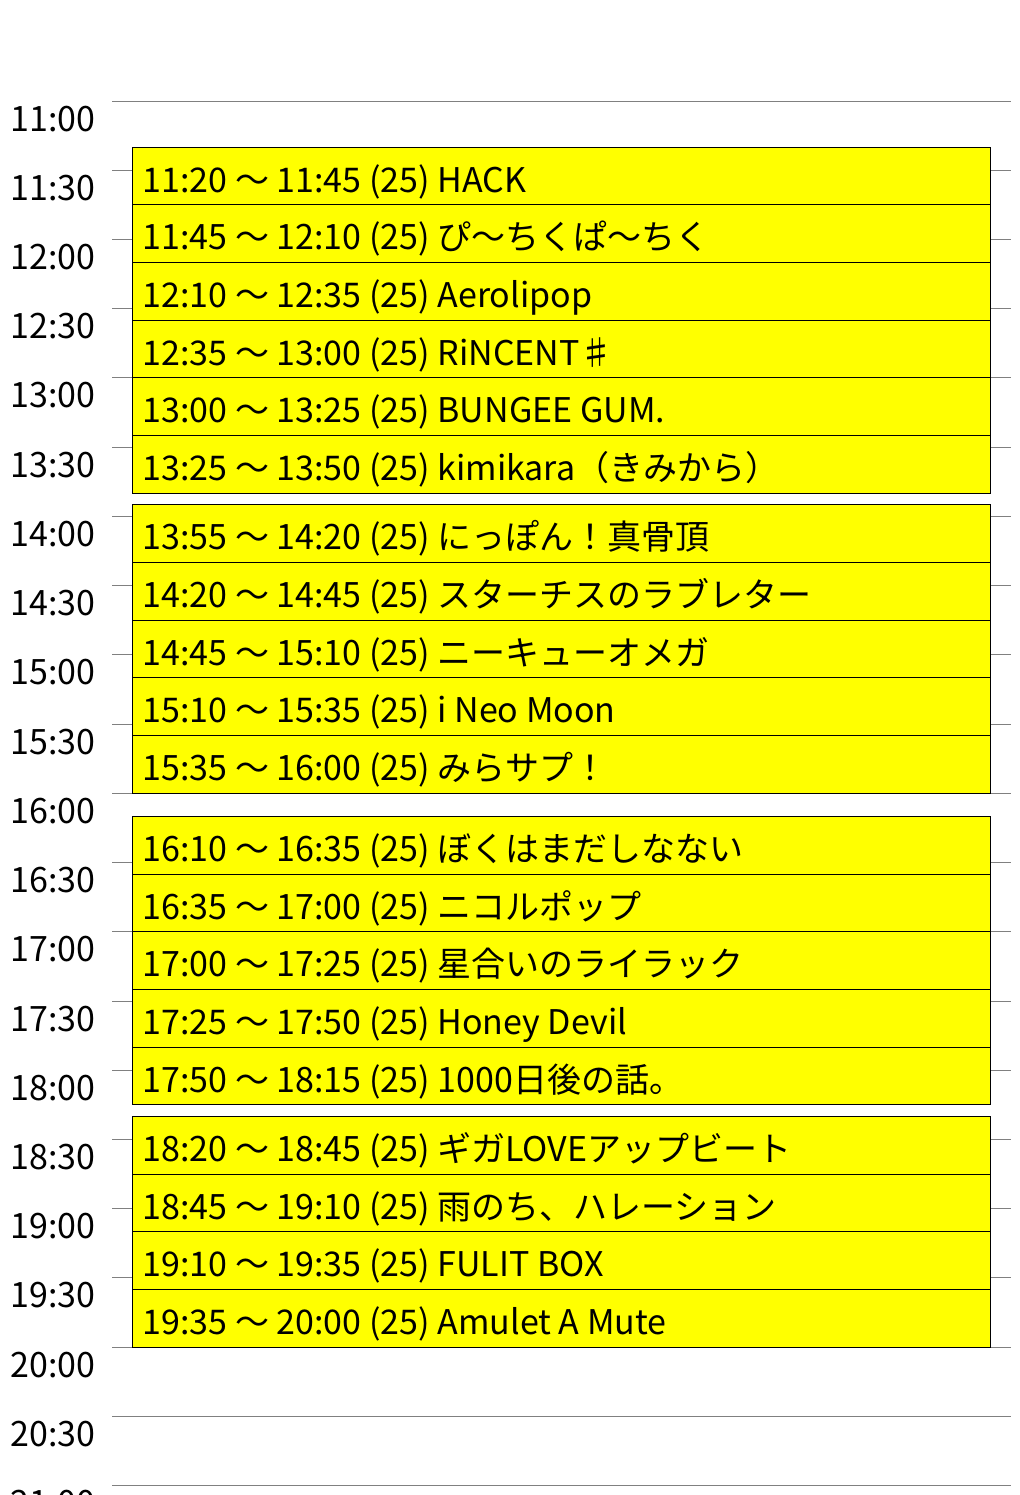 11:00
11:20 ～ 11:45 (25) HACK
11:30
11:45 ～ 12:10 (25) ぴ～ちくぱ～ちく
12:00
12:10 ～ 12:35 (25) Aerolipop
12:30
12:35 ～ 13:00 (25) RiNCENT♯
13:00
13:00 ～ 13:25 (25) BUNGEE GUM.
13:30
13:25 ～ 13:50 (25) kimikara（きみから）
14:00
13:55 ～ 14:20 (25) にっぽん！真骨頂
14:30
14:20 ～ 14:45 (25) スターチスのラブレター
14:45 ～ 15:10 (25) ニーキューオメガ
15:00
15:10 ～ 15:35 (25) i Neo Moon
15:30
15:35 ～ 16:00 (25) みらサプ！
16:00
16:10 ～ 16:35 (25) ぼくはまだしなない
16:30
16:35 ～ 17:00 (25) ニコルポップ
17:00
17:00 ～ 17:25 (25) 星合いのライラック
17:30
17:25 ～ 17:50 (25) Honey Devil
18:00
17:50 ～ 18:15 (25) 1000日後の話。
18:30
18:20 ～ 18:45 (25) ギガLOVEアップビート
18:45 ～ 19:10 (25) 雨のち、ハレーション
19:00
19:10 ～ 19:35 (25) FULIT BOX
19:30
19:35 ～ 20:00 (25) Amulet A Mute
20:00
20:30